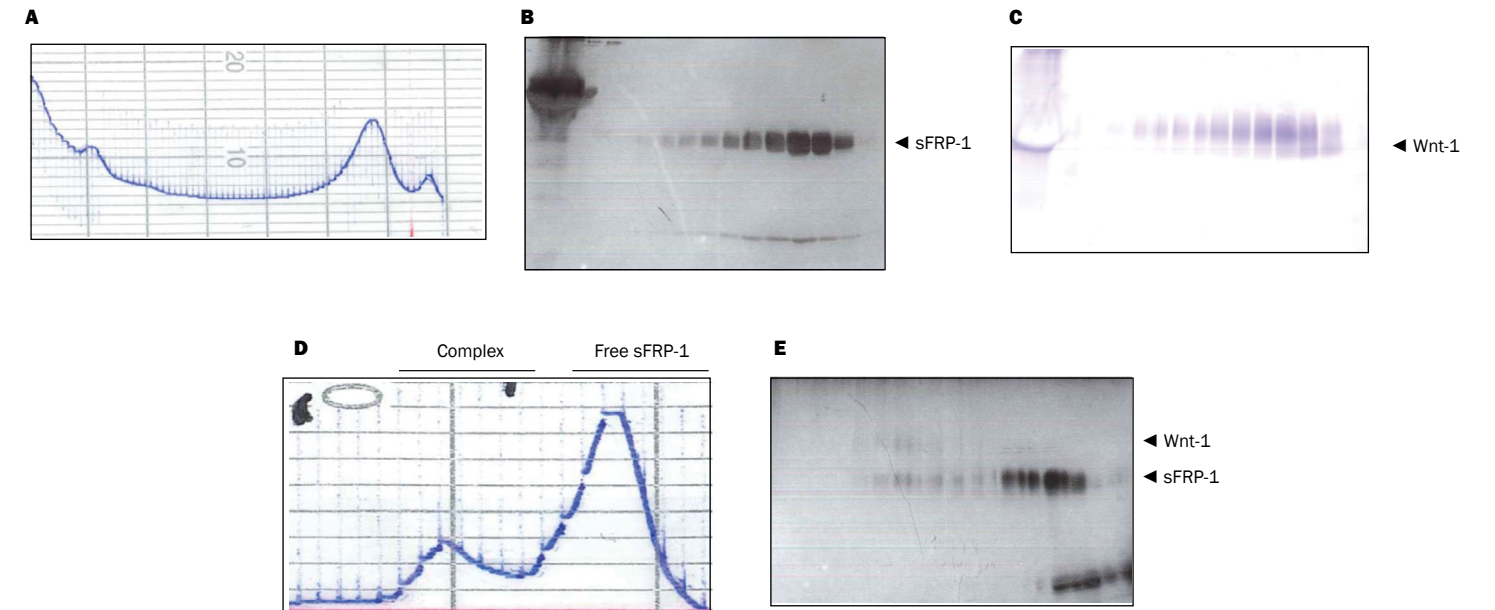 A
B
C
20
10
◄ sFRP-1
◄ Wnt-1
D
Complex
Free sFRP-1
E
◄ Wnt-1
◄ sFRP-1